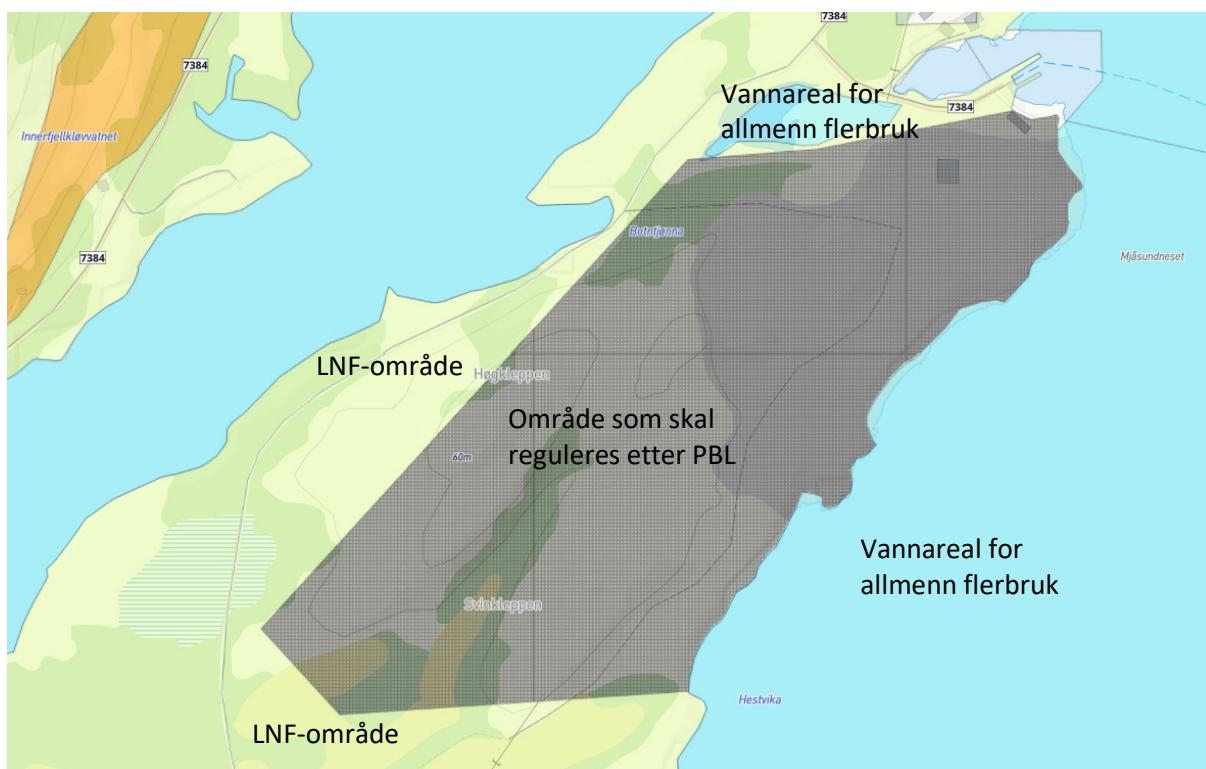 7384
7384
Vannareal for
allmenn flerbruk
7384
Innerfjellkløvvatnet
Botntjønna
7384
Mjåsundneset
LNF-område
Høgkleppen
Område som skal
reguleres etter PBL
60m
Vannareal for
allmenn flerbruk
Svinkleppen
Hestvika
LNF-område